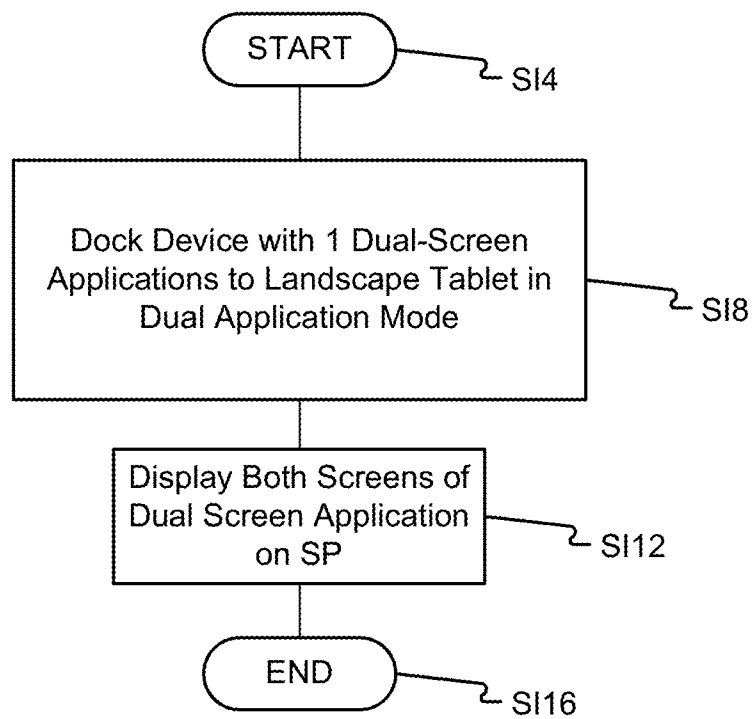 START
SI4
Dock Device with 1 Dual-Screen
Applications to Landscape Tablet in
Dual Application Mode
SI8
Display Both Screens of
Dual Screen Application
on SP
SI12
END
SI16